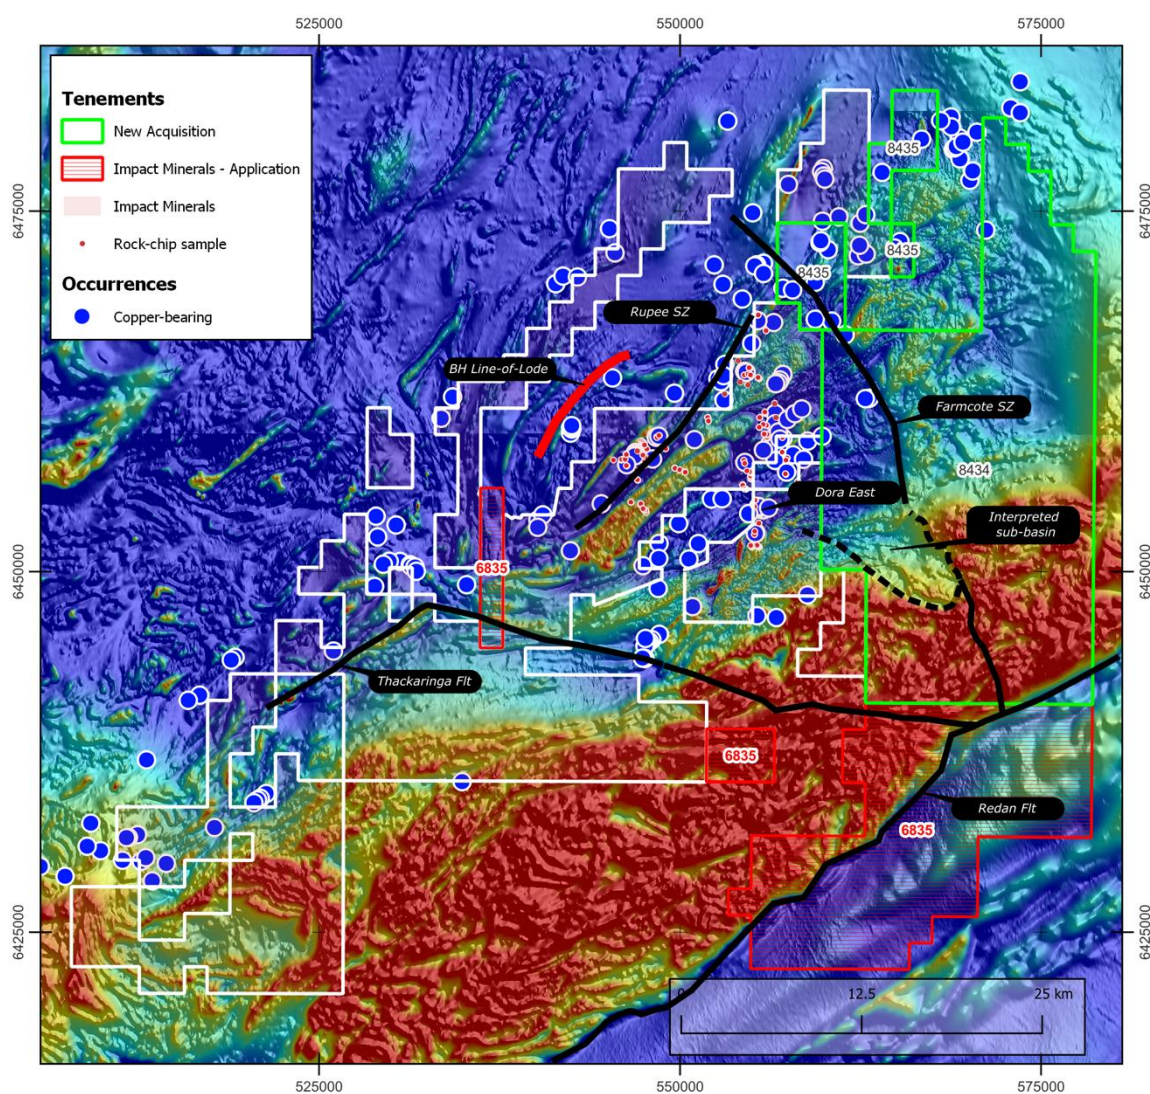 525000
550000
575000
Tenements
New Acquisition
Impact Minerals - Application
Impact Minerals
Rock-chip sample
Occurrences
Copper-bearing
8435
6475000
6475000
8435
8435
Rupee SZ
BH Line-of-Lode
Farmcote SZ
8434
Dora East
Interpreted
sub-basin
6450000
6835
6450000
Thackaringa Flt
6835
Redan Flt
6835
6425000
6425000
0
12.5
25 km
525000
550000
575000